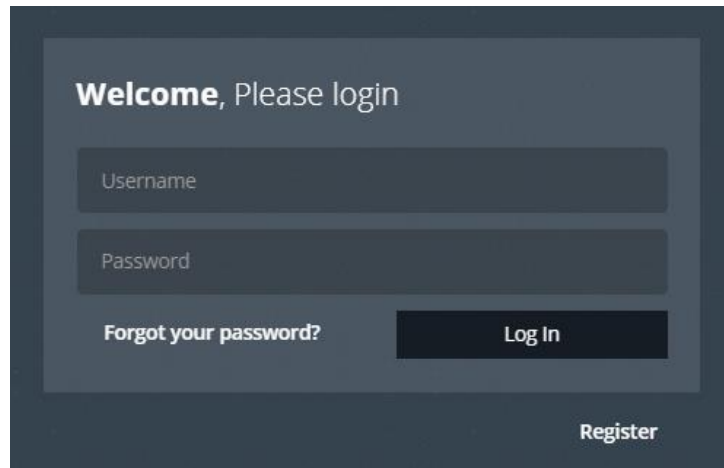 Welcome, Please login
Username
Password
Forgot your password?
Log In
Register